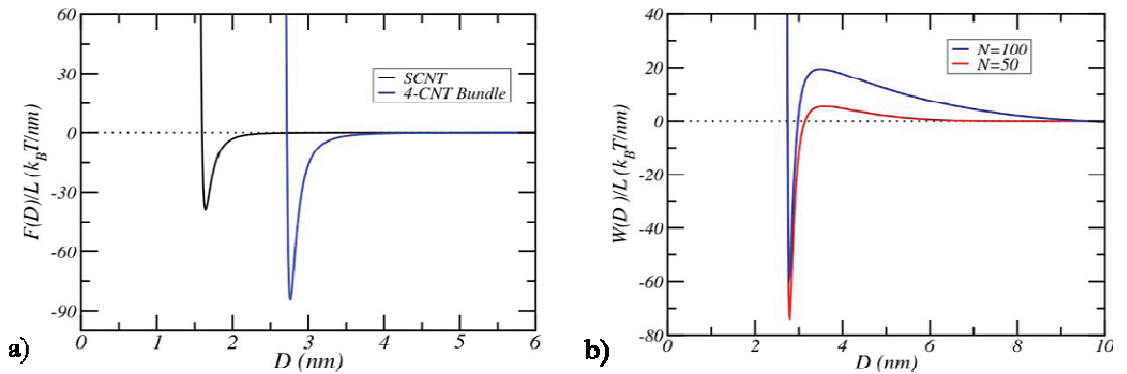 60
30
0
-30
-60
-90
F(D)/L (k_BT/nm)
SCNT
4-CNT Bundle
0 1 2 3 4 5 6
D (nm)
a)
40
20
0
-20
-40
-60
-80
W(D)/L (k_BT/nm)
N=100
N=50
0 2 4 6 8 10
D (nm)
b)